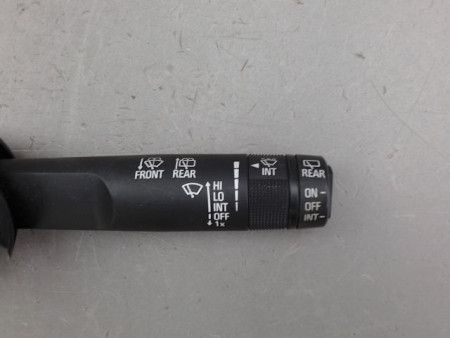 FRONT REAR
HI
LO
INT
OFF
1x
INT
REAR
ON
OFF
INT